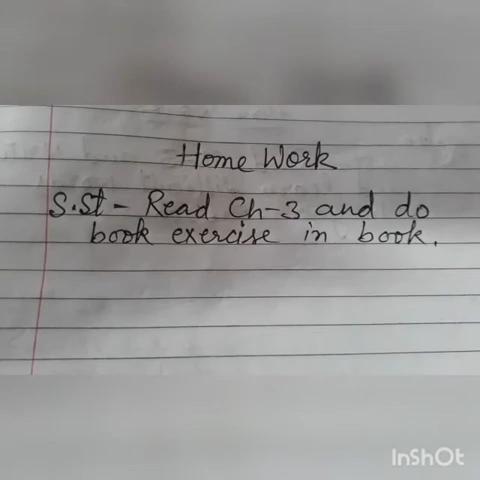 Home Work
S.St - Read Ch-3 and do
book exercise in book.
InShOt